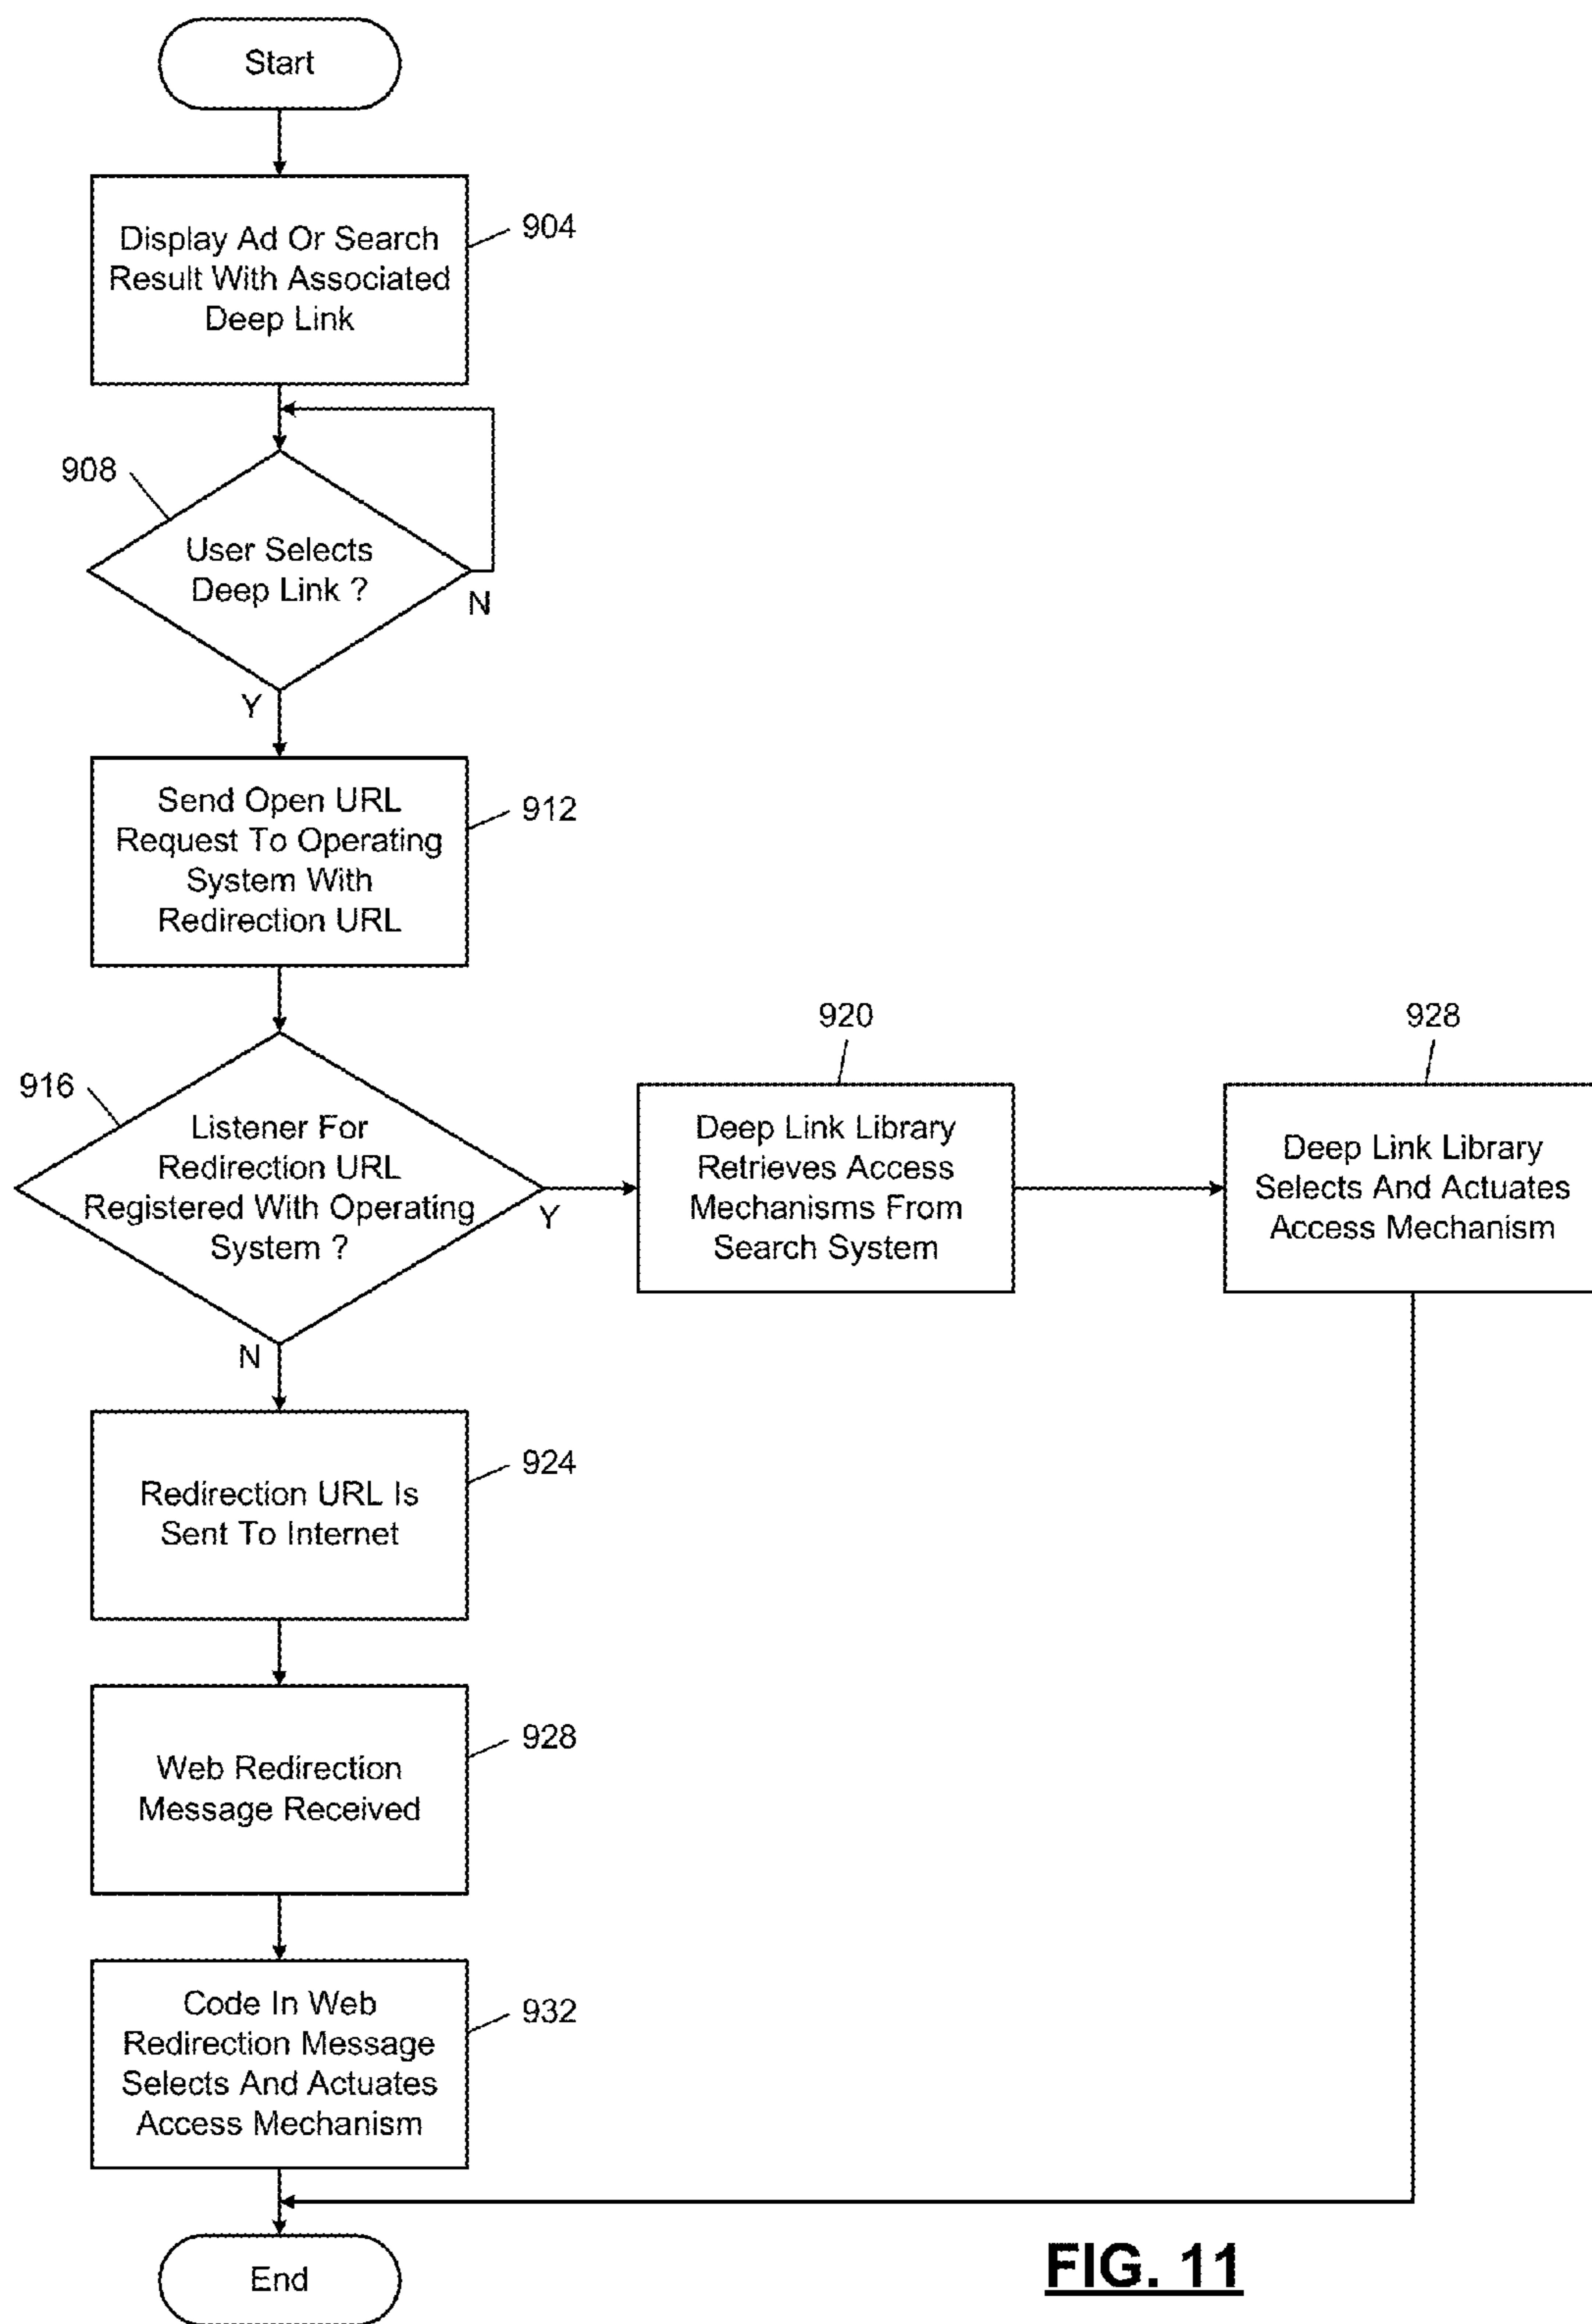 Start
Display Ad Or Search
Result With Associated
Deep Link
904
908
User Selects
Deep Link ?
N
Y
Send Open URL
Request To Operating
System With
Redirection URL
912
916
Listener For
Redirection URL
Registered With Operating
System ?
Y
N
920
Deep Link Library
Retrieves Access
Mechanisms From
Search System
928
Deep Link Library
Selects And Actuates
Access Mechanism
Redirection URL Is
Sent To Internet
924
Web Redirection
Message Received
928
Code In Web
Redirection Message
Selects And Actuates
Access Mechanism
932
End
FIG. 11